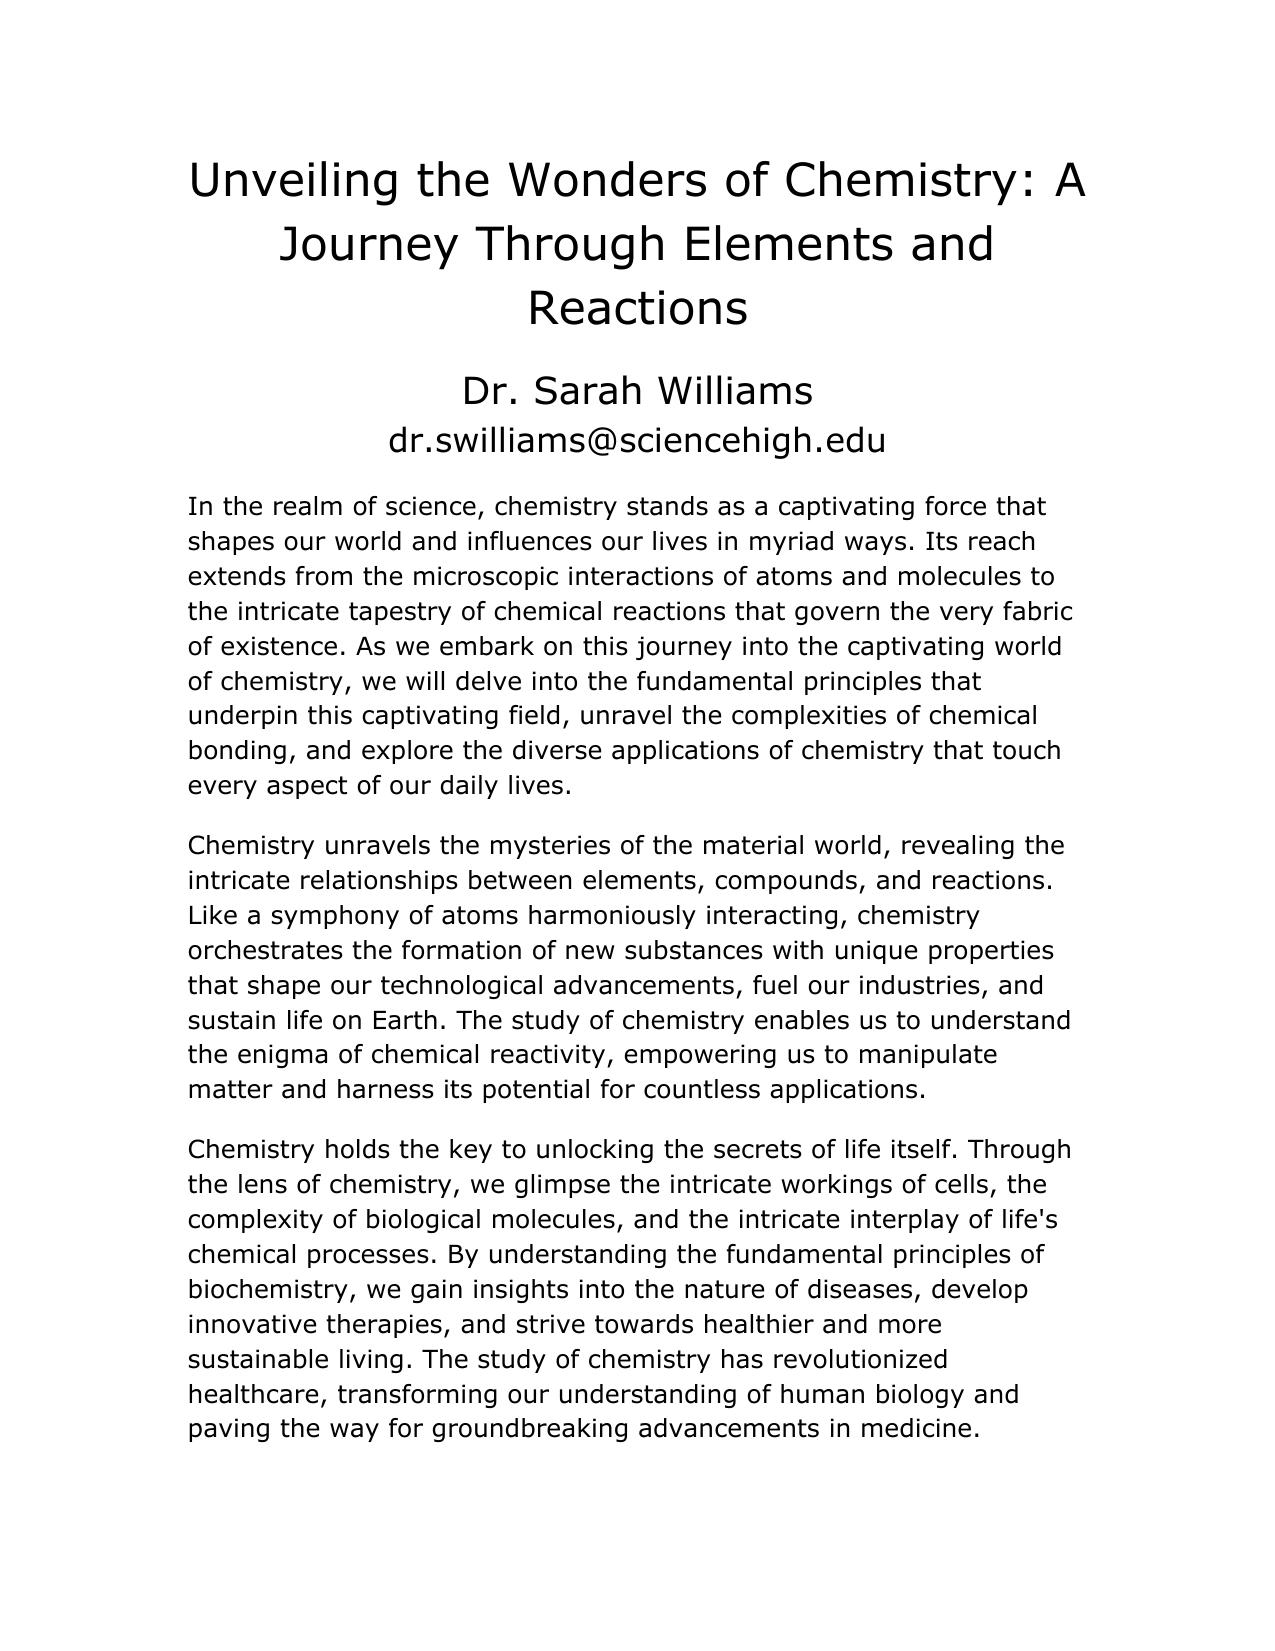 Unveiling the Wonders of Chemistry: A
Journey Through Elements and
Reactions
Dr. Sarah Williams
dr.swilliams@sciencehigh.edu
In the realm of science, chemistry stands as a captivating force that
shapes our world and influences our lives in myriad ways. Its reach
extends from the microscopic interactions of atoms and molecules to
the intricate tapestry of chemical reactions that govern the very fabric
of existence. As we embark on this journey into the captivating world
of chemistry, we will delve into the fundamental principles that
underpin this captivating field, unravel the complexities of chemical
bonding, and explore the diverse applications of chemistry that touch
every aspect of our daily lives.
Chemistry unravels the mysteries of the material world, revealing the
intricate relationships between elements, compounds, and reactions.
Like a symphony of atoms harmoniously interacting, chemistry
orchestrates the formation of new substances with unique properties
that shape our technological advancements, fuel our industries, and
sustain life on Earth. The study of chemistry enables us to understand
the enigma of chemical reactivity, empowering us to manipulate
matter and harness its potential for countless applications.
Chemistry holds the key to unlocking the secrets of life itself. Through
the lens of chemistry, we glimpse the intricate workings of cells, the
complexity of biological molecules, and the intricate interplay of life's
chemical processes. By understanding the fundamental principles of
biochemistry, we gain insights into the nature of diseases, develop
innovative therapies, and strive towards healthier and more
sustainable living. The study of chemistry has revolutionized
healthcare, transforming our understanding of human biology and
paving the way for groundbreaking advancements in medicine.